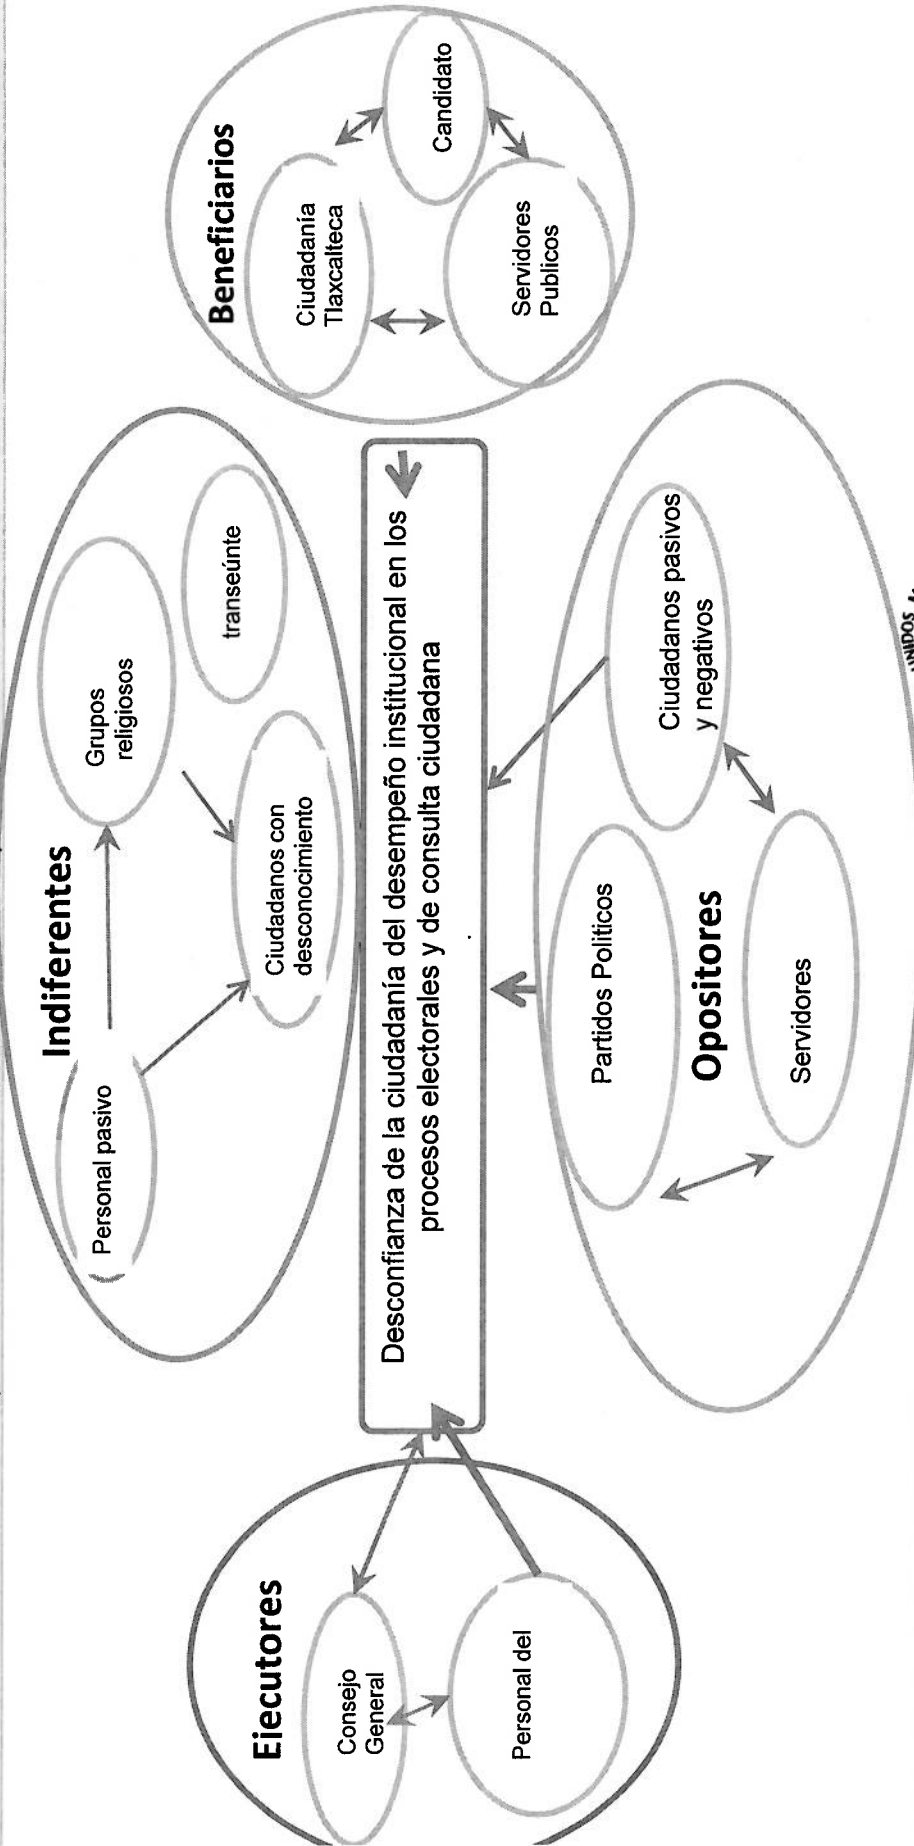 Indiferentes
Personal pasivo
Grupos
religiosos
transeúnte
Ciudadanos con
desconocimiento
Eiecutores
Consejo
General
Personal del
Desconfianza de la ciudadanía del desempeño institucional en los
procesos electorales y de consulta ciudadana
Beneficiarios
Ciudadanía
Tlaxcalteca
Candidato
Servidores
Publicos
Partidos Politicos
Ciudadanos pasivos
y negativos
Opositores
Servidores
UNIDOS